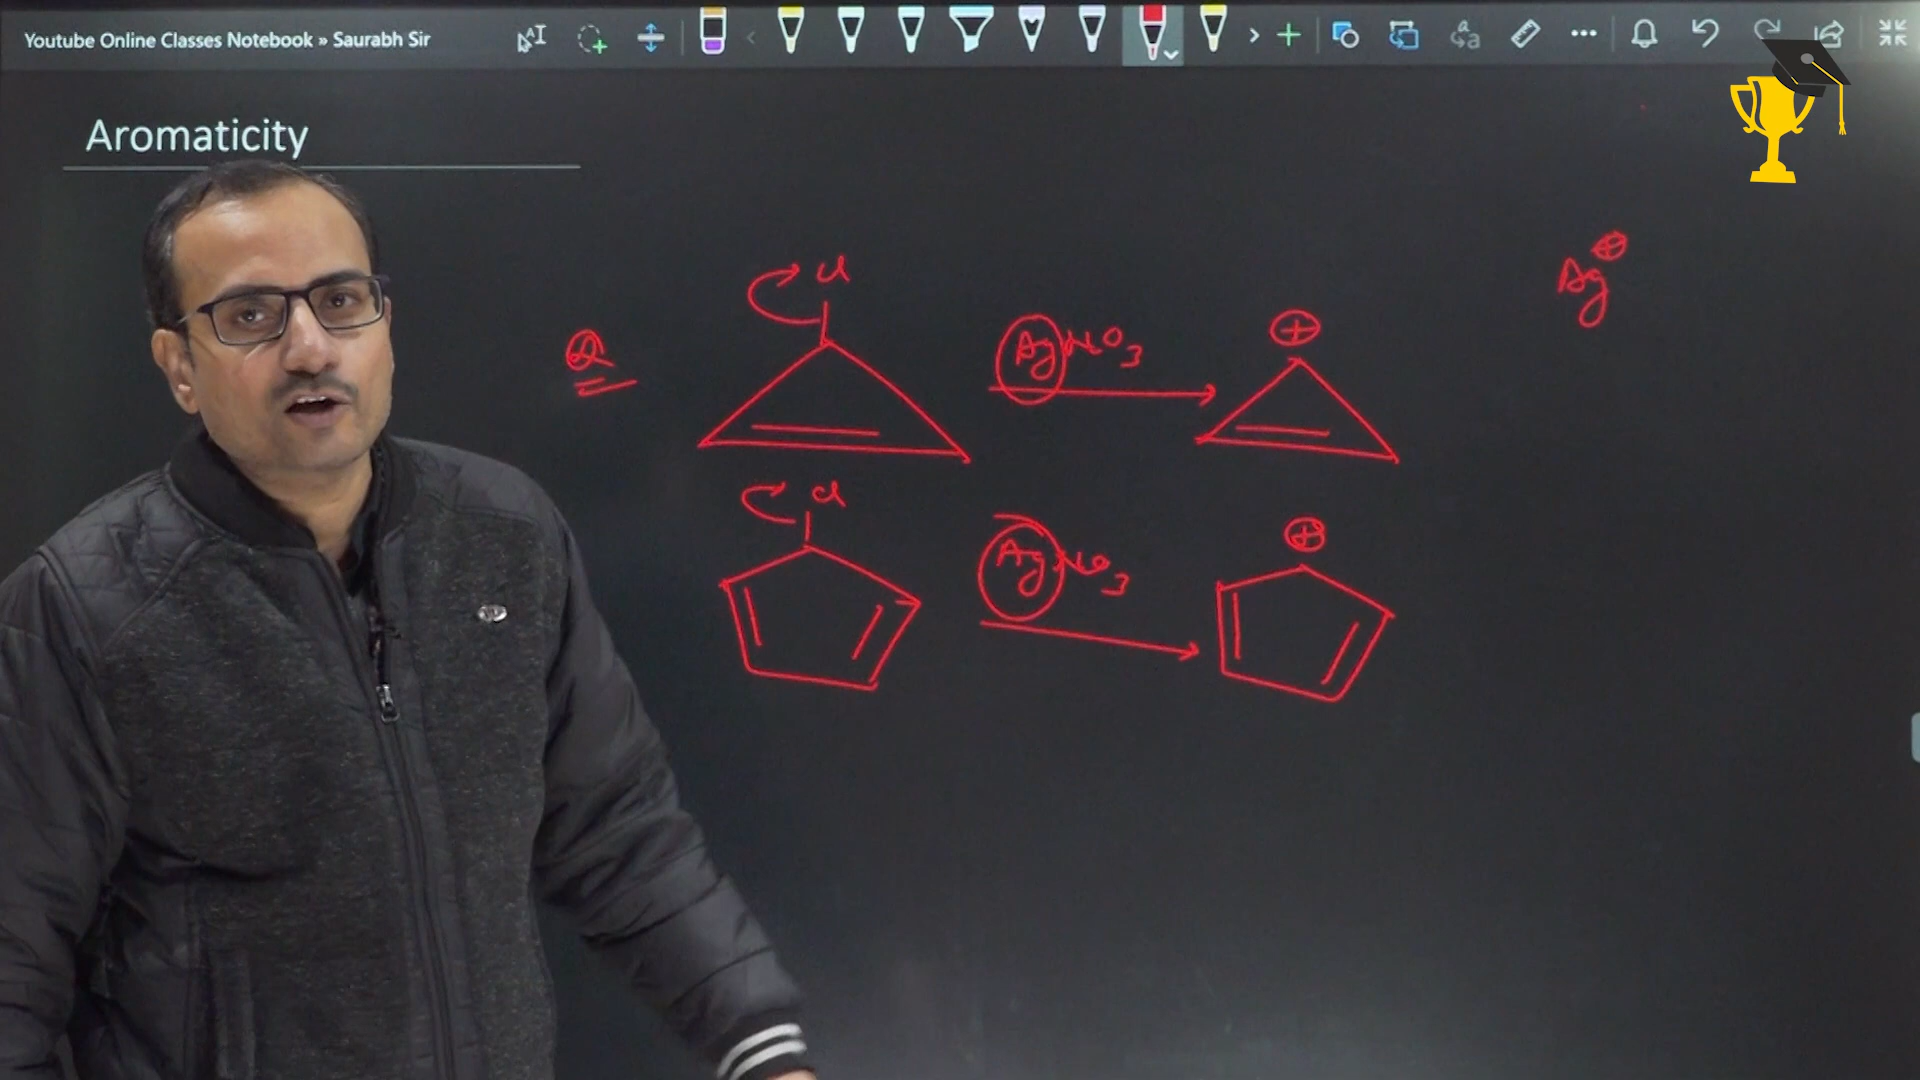 Youtube Online Classes Notebook » Saurabh Sir
Aromaticity
Cl
Ag⊕
Q
AgNO3
⊕
Cl
AgNO3
⊕